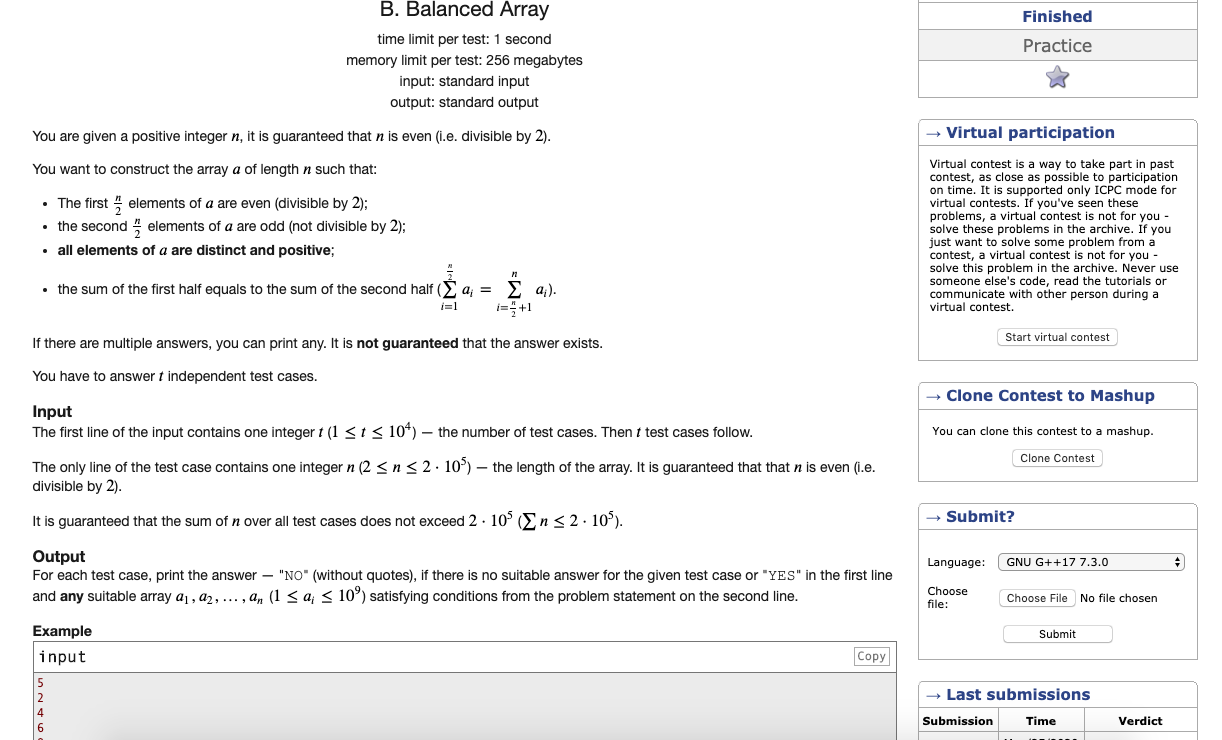 B. Balanced Array
time limit per test: 1 second
memory limit per test: 256 megabytes
input: standard input
output: standard output
You are given a positive integer n, it is guaranteed that n is even (i.e. divisible by 2).
You want to construct the array a of length n such that:
• The first n/2 elements of a are even (divisible by 2);
• the second n/2 elements of a are odd (not divisible by 2);
• all elements of a are distinct and positive;
• the sum of the first half equals to the sum of the second half (∑_{i=1}^{n/2} a_i = ∑_{i=n/2+1}^{n} a_i).
If there are multiple answers, you can print any. It is not guaranteed that the answer exists.
You have to answer t independent test cases.
Input
The first line of the input contains one integer t (1 ≤ t ≤ 10^4) — the number of test cases. Then t test cases follow.
The only line of the test case contains one integer n (2 ≤ n ≤ 2 · 10^5) — the length of the array. It is guaranteed that that n is even (i.e.
divisible by 2).
It is guaranteed that the sum of n over all test cases does not exceed 2 · 10^5 (∑ n ≤ 2 · 10^5).
Output
For each test case, print the answer — "NO" (without quotes), if there is no suitable answer for the given test case or "YES" in the first line
and any suitable array a_1, a_2, …, a_n (1 ≤ a_i ≤ 10^9) satisfying conditions from the problem statement on the second line.
Example
input
Copy
5
2
4
6
Finished
Practice
→ Virtual participation
Virtual contest is a way to take part in past
contest, as close as possible to participation
on time. It is supported only ICPC mode for
virtual contests. If you've seen these
problems, a virtual contest is not for you -
solve these problems in the archive. If you
just want to solve some problem from a
contest, a virtual contest is not for you -
solve this problem in the archive. Never use
someone else's code, read the tutorials or
communicate with other person during a
virtual contest.
Start virtual contest
→ Clone Contest to Mashup
You can clone this contest to a mashup.
Clone Contest
→ Submit?
Language: GNU G++17 7.3.0
Choose
file:
Choose File No file chosen
Submit
→ Last submissions
Submission Time Verdict